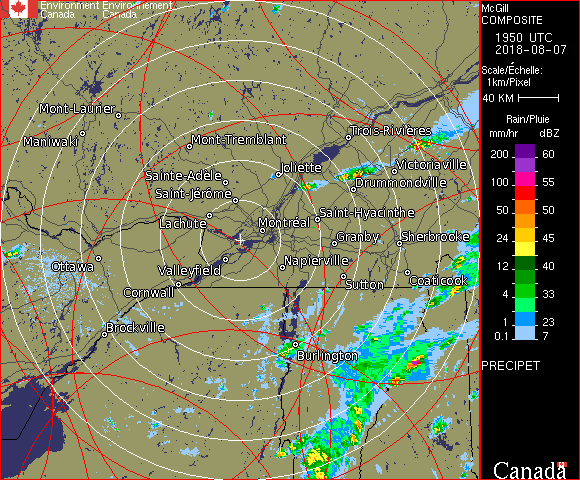 Environment Environnement
Canada Canada
McGill
COMPOSITE
1950 UTC
2018-08-07
Scale/Échelle:
1km/Pixel
40 KM
Rain/Pluie
mm/hr dBZ
200 60
100 55
50 50
24 45
12 40
4 33
1 23
0.1 7
PRECIPET
Canada
Mont-Laurier
Maniwaki
Mont-Tremblant
Trois-Rivières
Joliette
Victoriaville
Sainte-Adèle
Drummondville
Saint-Jérôme
Lachute
Saint-Hyacinthe
Montréal
Granby
Sherbrooke
Ottawa
Valleyfield
Napierville
Cornwall
Sutton
Coaticook
Brockville
Burlington